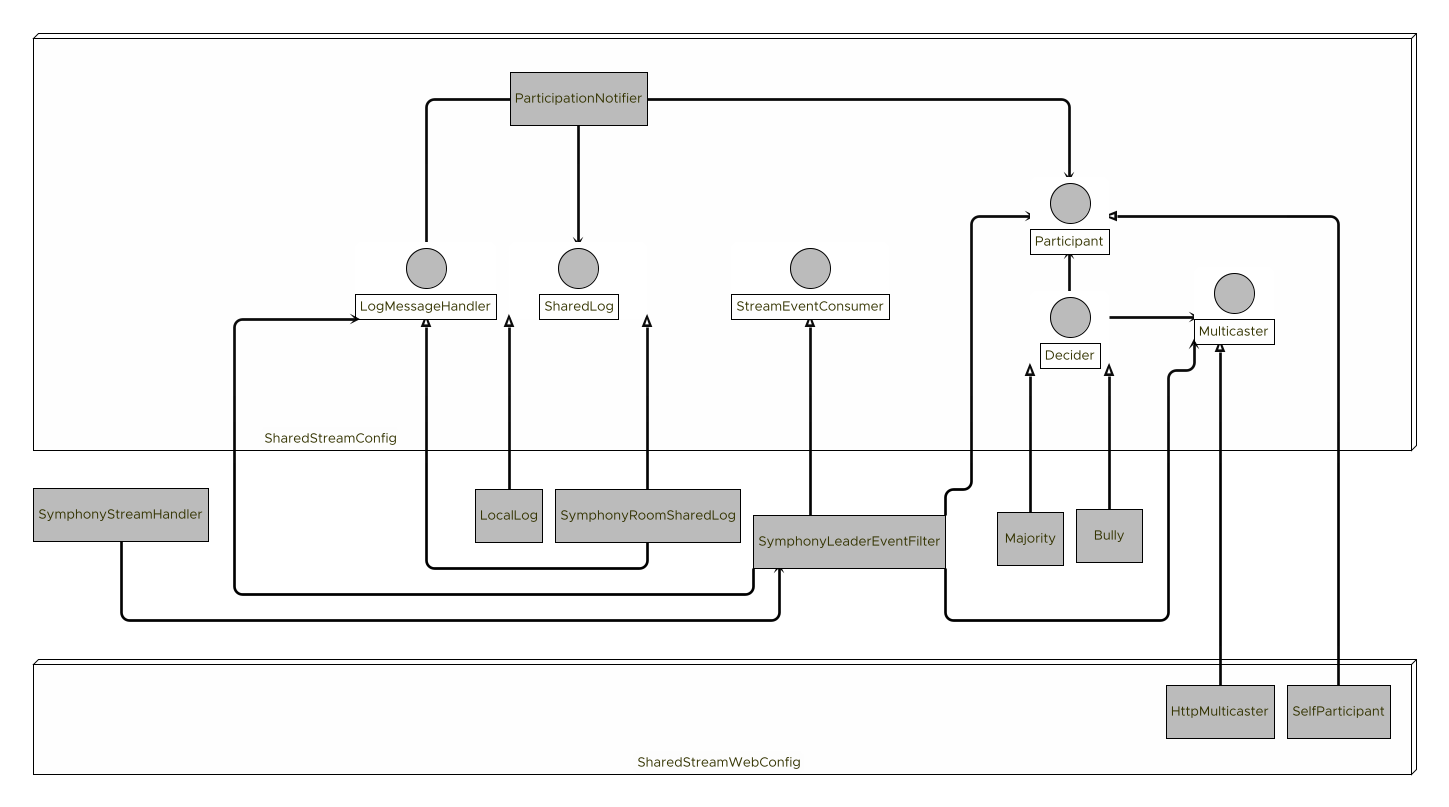 ParticipationNotifier
Participant
LogMessageHandler
SharedLog
StreamEventConsumer
Multicaster
Decider
SharedStreamConfig
SymphonyStreamHandler
LocalLog
SymphonyRoomSharedLog
SymphonyLeaderEventFilter
Majority
Bully
HttpMulticaster
SelfParticipant
SharedStreamWebConfig